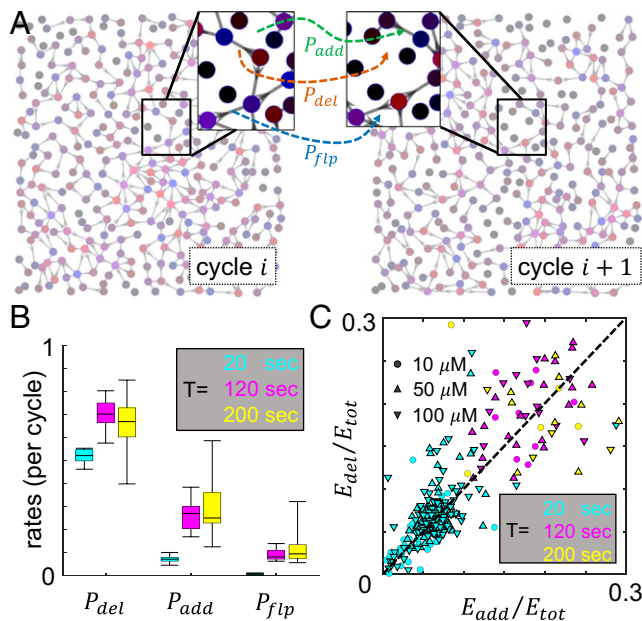 A
P_add
P_del
P_flp
cycle i
cycle i + 1
B
1
rates (per cycle)
0
T=
20 sec
120 sec
200 sec
P_del
P_add
P_flp
C
0.3
10 μM
50 μM
100 μM
E_del/E_tot
T=
20 sec
120 sec
200 sec
0
E_add/E_tot
0.3